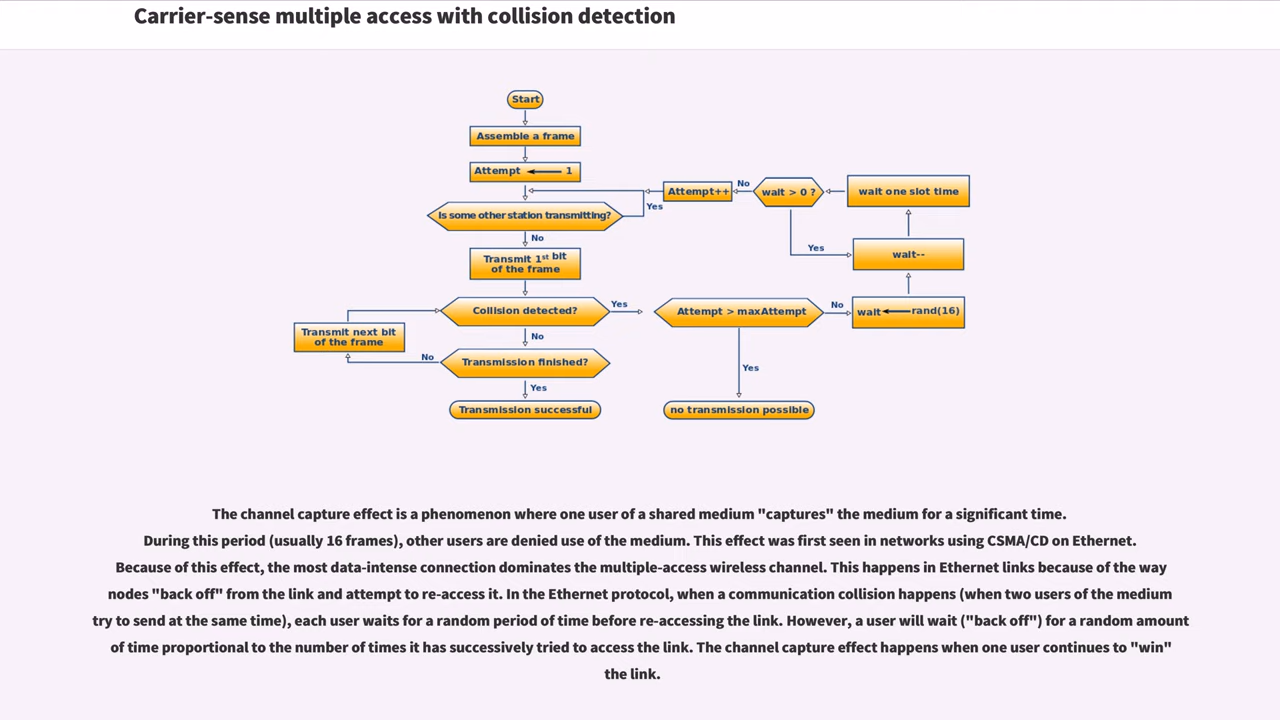 Carrier-sense multiple access with collision detection
Start
Assemble a frame
Attempt 1
Is some other station transmitting?
Yes
Attempt++
No
wait > 0 ?
wait one slot time
No
Transmit 1st bit
of the frame
Yes
wait--
Collision detected?
Yes
Attempt > maxAttempt
No
wait rand(16)
Transmit next bit
of the frame
No
No
Transmission finished?
Yes
Yes
Transmission successful
no transmission possible
The channel capture effect is a phenomenon where one user of a shared medium "captures" the medium for a significant time.
During this period (usually 16 frames), other users are denied use of the medium. This effect was first seen in networks using CSMA/CD on Ethernet.
Because of this effect, the most data-intense connection dominates the multiple-access wireless channel. This happens in Ethernet links because of the way
nodes "back off" from the link and attempt to re-access it. In the Ethernet protocol, when a communication collision happens (when two users of the medium
try to send at the same time), each user waits for a random period of time before re-accessing the link. However, a user will wait ("back off") for a random amount
of time proportional to the number of times it has successively tried to access the link. The channel capture effect happens when one user continues to "win"
the link.